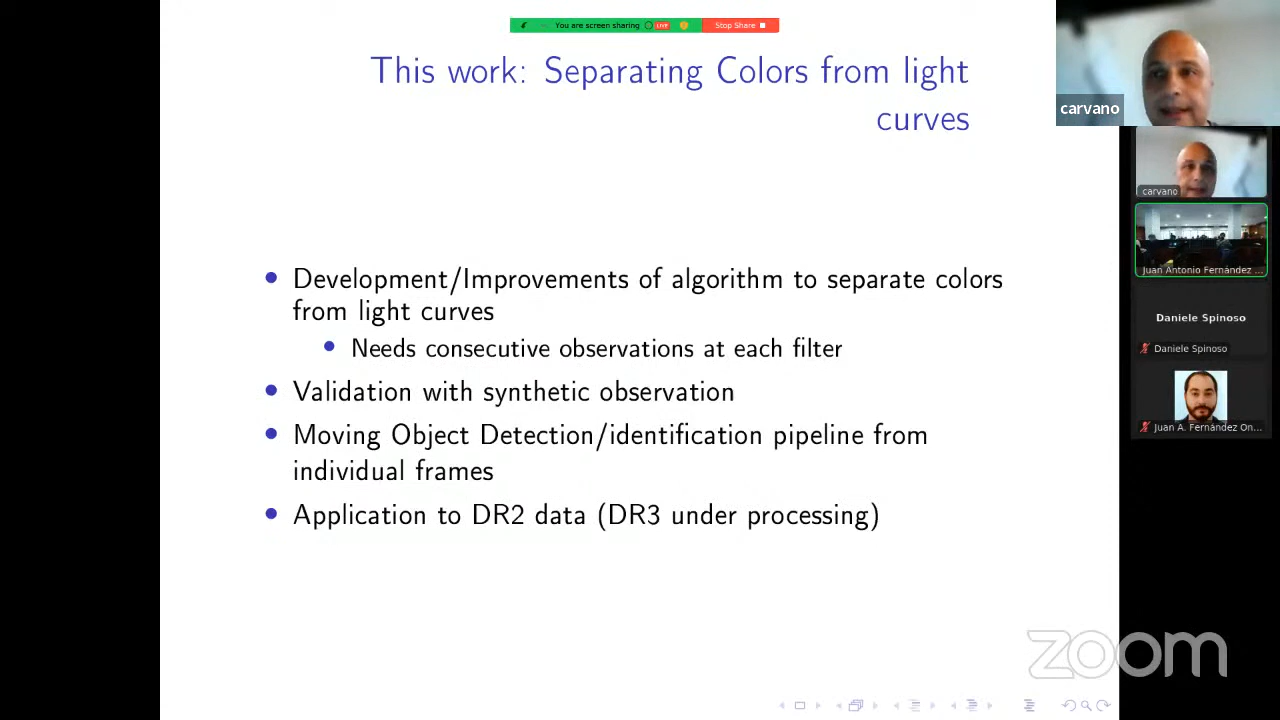 You are screen sharing LIVE Stop Share
This work: Separating Colors from light
curves
Development/Improvements of algorithm to separate colors
from light curves
Needs consecutive observations at each filter
Validation with synthetic observation
Moving Object Detection/identification pipeline from
individual frames
Application to DR2 data (DR3 under processing)
carvano
carvano
Juan Antonio Fernández ...
Daniele Spinoso
Daniele Spinoso
Juan A. Fernández On...
zoom